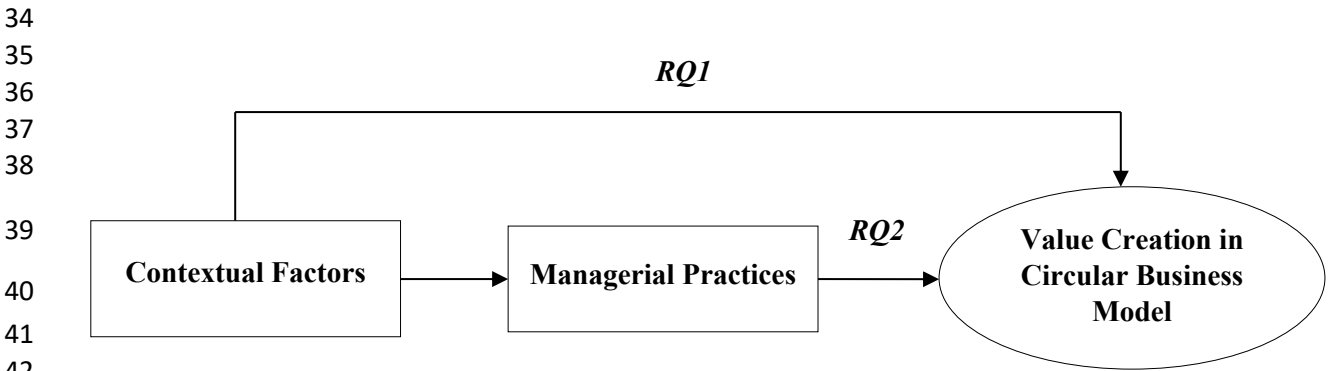 34
35
36
RQ1
37
38
39
Contextual Factors
Managerial Practices
RQ2
Value Creation in
Circular Business
Model
40
41
42